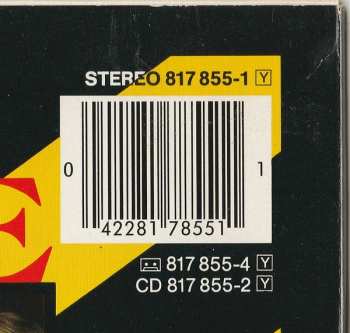 STEREO 817 855-1 Y
0 42281 78551 1
817 855-4 Y
CD 817 855-2 Y
E